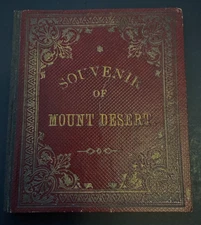 SOUVENIR
OF
MOUNT DESERT.